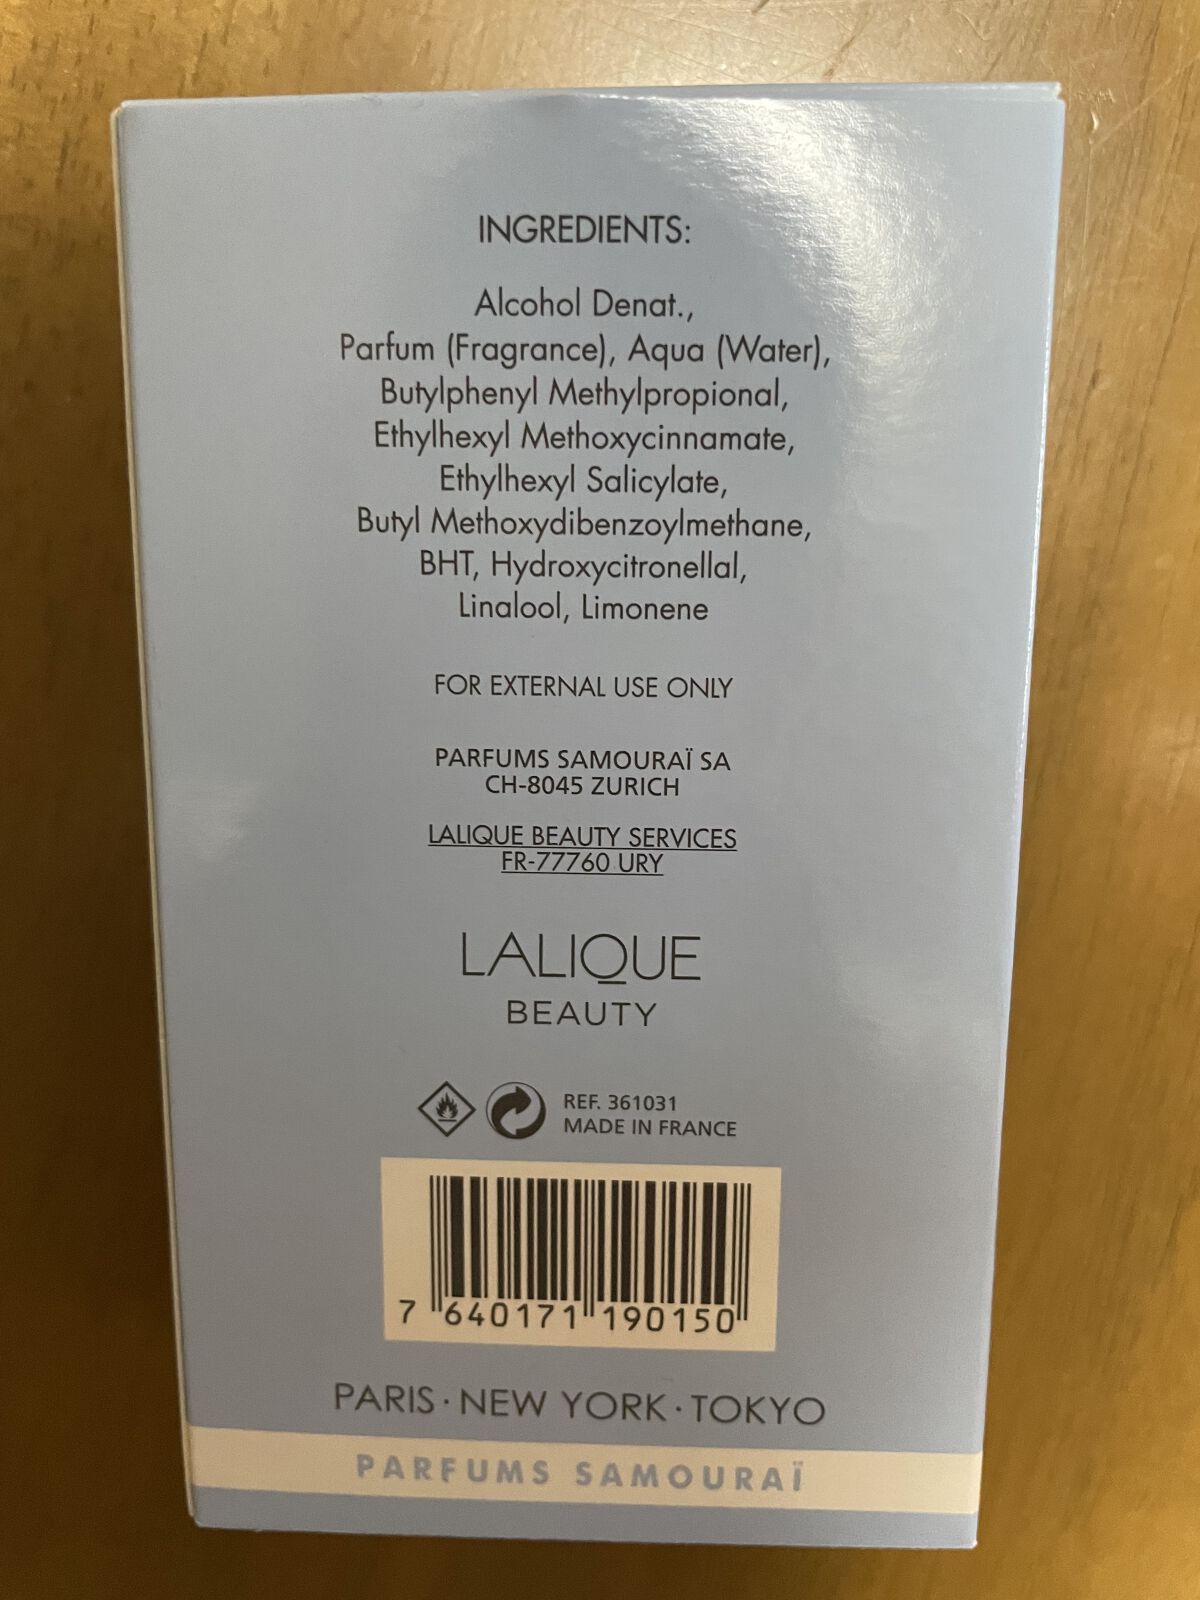 INGREDIENTS:
Alcohol Denat.,
Parfum (Fragrance), Aqua (Water),
Butylphenyl Methylpropional,
Ethylhexyl Methoxycinnamate,
Ethylhexyl Salicylate,
Butyl Methoxydibenzoylmethane,
BHT, Hydroxycitronellal,
Linalool, Limonene
FOR EXTERNAL USE ONLY
PARFUMS SAMOURAÏ SA
CH-8045 ZURICH
LALIQUE BEAUTY SERVICES
FR-77760 URY
LALIQUE
BEAUTY
REF. 361031
MADE IN FRANCE
7 640171 190150
PARIS · NEW YORK · TOKYO
PARFUMS SAMOURAÏ